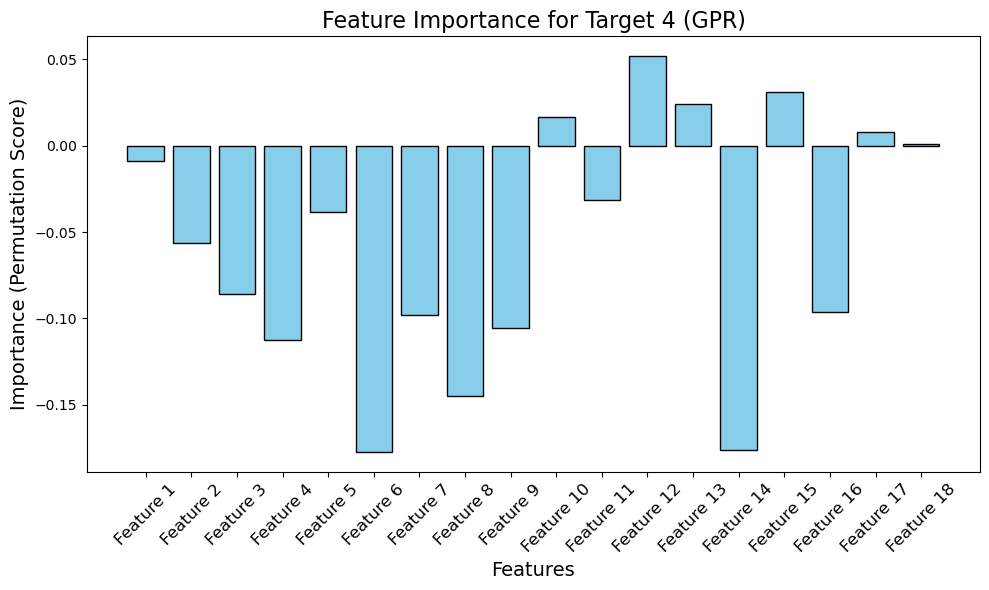 Feature Importance for Target 4 (GPR)
Importance (Permutation Score)
0.05
0.00
−0.05
−0.10
−0.15
Feature 1
Feature 2
Feature 3
Feature 4
Feature 5
Feature 6
Feature 7
Feature 8
Feature 9
Feature 10
Feature 11
Feature 12
Feature 13
Feature 14
Feature 15
Feature 16
Feature 17
Feature 18
Features